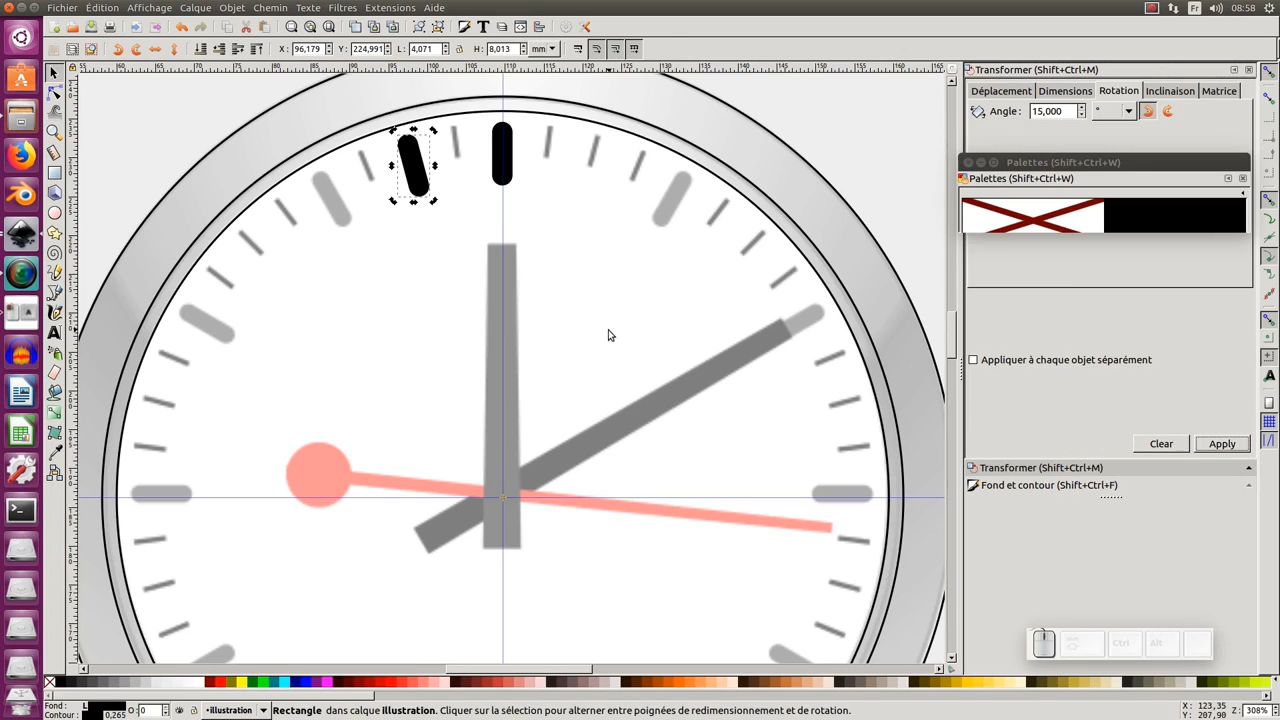 Fichier Édition Affichage Calque Objet Chemin Texte Filtres Extensions Aide
Fr 08:58
X : 96,179 Y : 224,991 L : 4,071 H : 8,013 mm
Transformer (Shift+Ctrl+M)
Déplacement Dimensions Rotation Inclinaison Matrice
Angle : 15,000 °
Palettes (Shift+Ctrl+W)
Palettes (Shift+Ctrl+W)
Appliquer à chaque objet séparément
Clear Apply
Transformer (Shift+Ctrl+M)
Fond et contour (Shift+Ctrl+F)
Ctrl Alt
Fond : L
Contour : 0,265 O: 0 illustration Rectangle dans calque illustration. Cliquer sur la sélection pour alterner entre poignées de redimensionnement et de rotation.
X : 123,35
Y : 207,90 Z : 308%